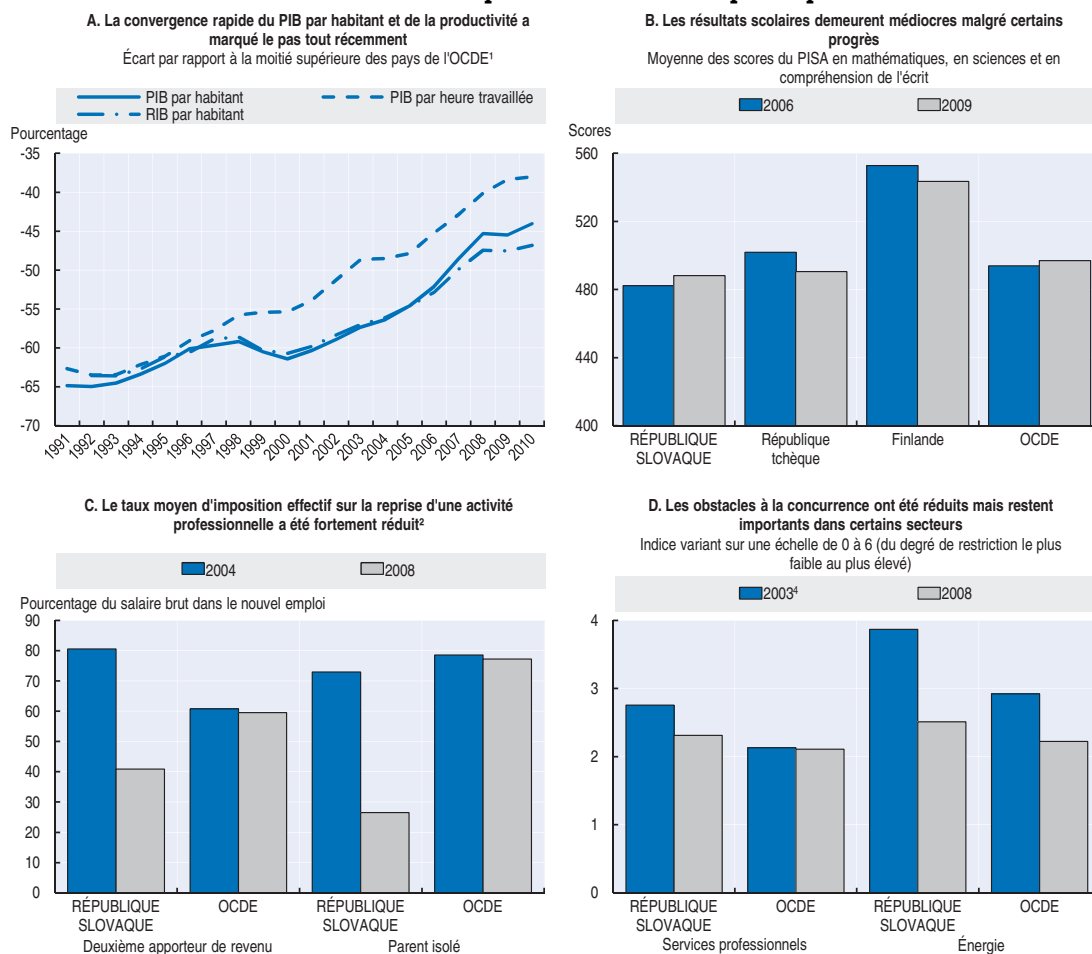 A. La convergence rapide du PIB par habitant et de la productivité a
marqué le pas tout récemment
Écart par rapport à la moitié supérieure des pays de l'OCDE¹
PIB par habitant
PIB par heure travaillée
RIB par habitant
Pourcentage
-35
-40
-45
-50
-55
-60
-65
-70
1991 1992 1993 1994 1995 1996 1997 1998 1999 2000 2001 2002 2003 2004 2005 2006 2007 2008 2009 2010
B. Les résultats scolaires demeurent médiocres malgré certains
progrès
Moyenne des scores du PISA en mathématiques, en sciences et en
compréhension de l'écrit
2006 2009
Scores
560
520
480
440
400
RÉPUBLIQUE SLOVAQUE
République tchèque
Finlande
OCDE
C. Le taux moyen d'imposition effectif sur la reprise d'une activité
professionnelle a été fortement réduit²
2004 2008
Pourcentage du salaire brut dans le nouvel emploi
90
80
70
60
50
40
30
20
10
0
RÉPUBLIQUE SLOVAQUE
OCDE
RÉPUBLIQUE SLOVAQUE
OCDE
Deuxième apporteur de revenu
Parent isolé
D. Les obstacles à la concurrence ont été réduits mais restent
importants dans certains secteurs
Indice variant sur une échelle de 0 à 6 (du degré de restriction le plus
faible au plus élevé)
2003⁴ 2008
4
3
2
1
0
RÉPUBLIQUE SLOVAQUE
OCDE
RÉPUBLIQUE SLOVAQUE
OCDE
Services professionnels
Énergie